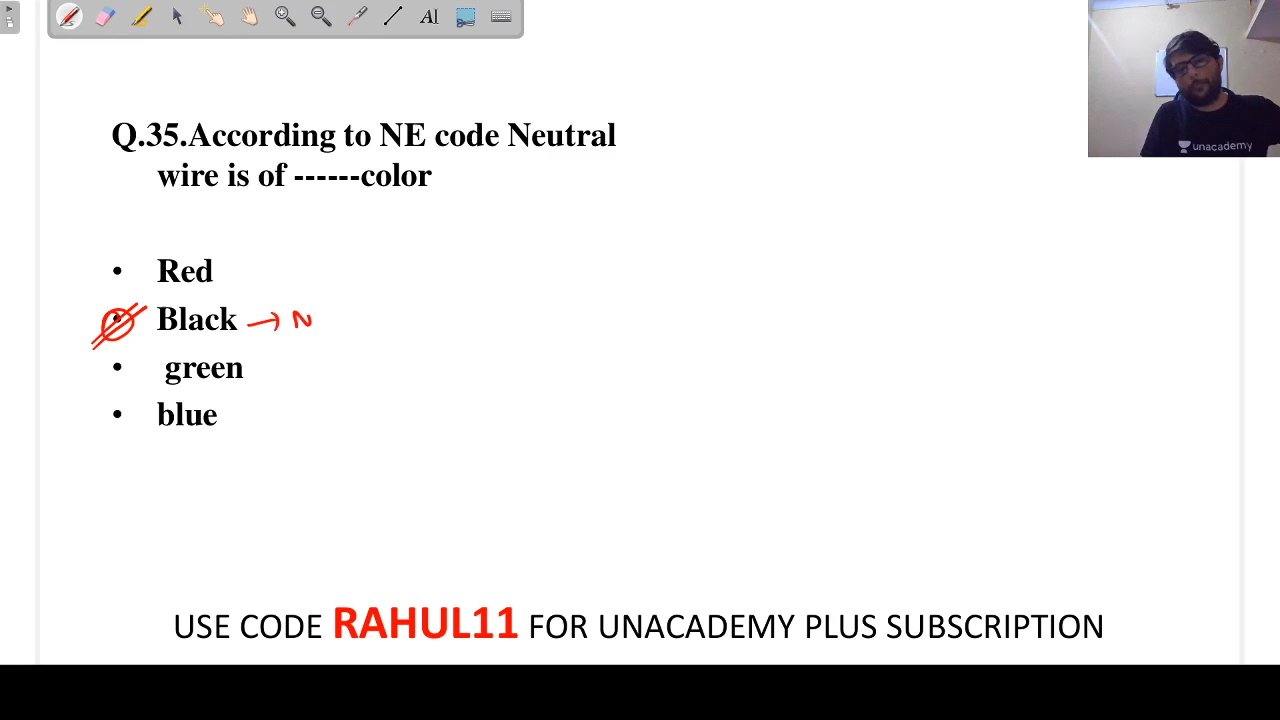 AI
unacademy
Q.35.According to NE code Neutral
wire is of ------color
• Red
• Black → N
• green
• blue
USE CODE RAHUL11 FOR UNACADEMY PLUS SUBSCRIPTION